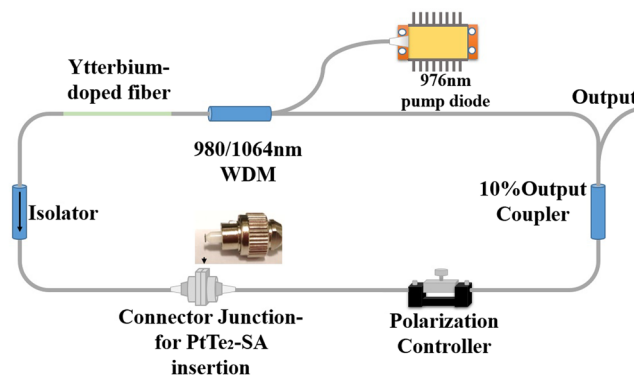 Ytterbium-
doped fiber
976nm
pump diode
Output
980/1064nm
WDM
Isolator
10%Output
Coupler
Connector Junction-
for PtTe₂-SA
insertion
Polarization
Controller